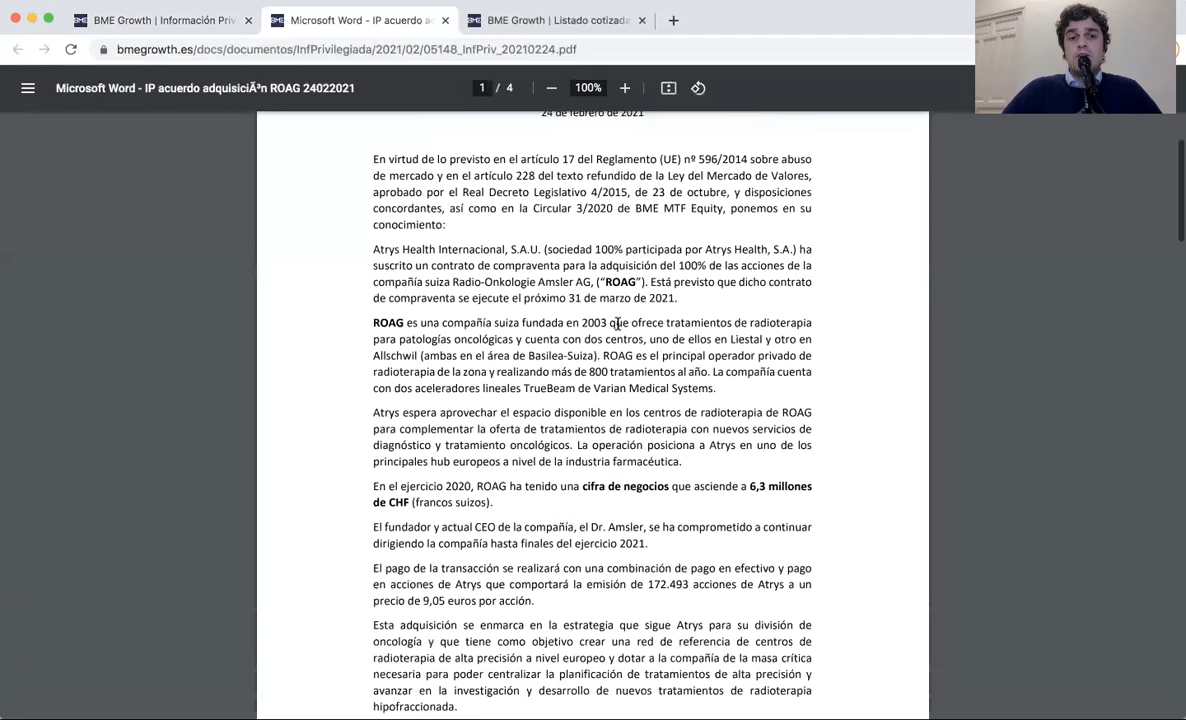 BME Growth | Información Priv
Microsoft Word - IP acuerdo a
BME Growth | Listado cotizada
bmegrowth.es/docs/documentos/InfPrivilegiada/2021/02/05148_InfPriv_20210224.pdf
Microsoft Word - IP acuerdo adquisiciÃ³n ROAG 24022021
1 / 4
100%
24 de febrero de 2021
En virtud de lo previsto en el artículo 17 del Reglamento (UE) nº 596/2014 sobre abuso
de mercado y en el artículo 228 del texto refundido de la Ley del Mercado de Valores,
aprobado por el Real Decreto Legislativo 4/2015, de 23 de octubre, y disposiciones
concordantes, así como en la Circular 3/2020 de BME MTF Equity, ponemos en su
conocimiento:
Atrys Health Internacional, S.A.U. (sociedad 100% participada por Atrys Health, S.A.) ha
suscrito un contrato de compraventa para la adquisición del 100% de las acciones de la
compañía suiza Radio-Onkologie Amsler AG, (“ROAG”). Está previsto que dicho contrato
de compraventa se ejecute el próximo 31 de marzo de 2021.
ROAG es una compañía suiza fundada en 2003 que ofrece tratamientos de radioterapia
para patologías oncológicas y cuenta con dos centros, uno de ellos en Liestal y otro en
Allschwil (ambas en el área de Basilea-Suiza). ROAG es el principal operador privado de
radioterapia de la zona y realizando más de 800 tratamientos al año. La compañía cuenta
con dos aceleradores lineales TrueBeam de Varian Medical Systems.
Atrys espera aprovechar el espacio disponible en los centros de radioterapia de ROAG
para complementar la oferta de tratamientos de radioterapia con nuevos servicios de
diagnóstico y tratamiento oncológicos. La operación posiciona a Atrys en uno de los
principales hub europeos a nivel de la industria farmacéutica.
En el ejercicio 2020, ROAG ha tenido una cifra de negocios que asciende a 6,3 millones
de CHF (francos suizos).
El fundador y actual CEO de la compañía, el Dr. Amsler, se ha comprometido a continuar
dirigiendo la compañía hasta finales del ejercicio 2021.
El pago de la transacción se realizará con una combinación de pago en efectivo y pago
en acciones de Atrys que comportará la emisión de 172.493 acciones de Atrys a un
precio de 9,05 euros por acción.
Esta adquisición se enmarca en la estrategia que sigue Atrys para su división de
oncología y que tiene como objetivo crear una red de referencia de centros de
radioterapia de alta precisión a nivel europeo y dotar a la compañía de la masa crítica
necesaria para poder centralizar la planificación de tratamientos de alta precisión y
avanzar en la investigación y desarrollo de nuevos tratamientos de radioterapia
hipofraccionada.